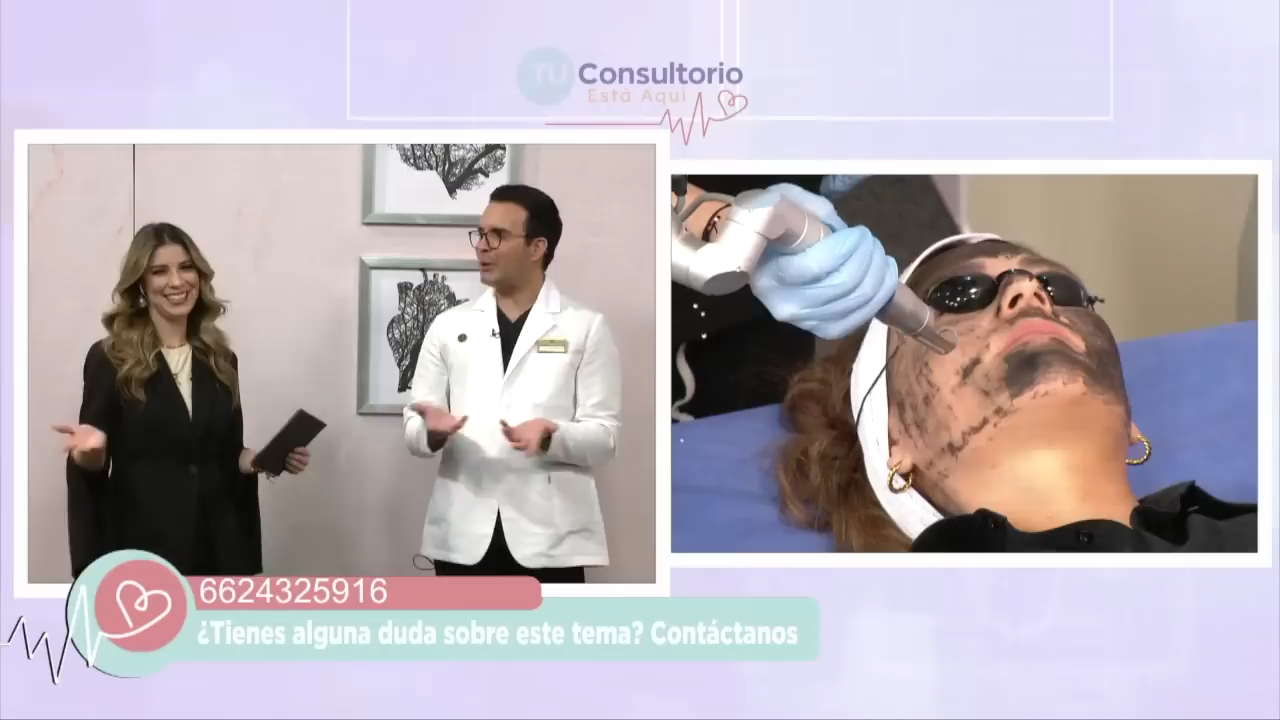 TU Consultorio
Está Aquí
6624325916
¿Tienes alguna duda sobre este tema? Contáctanos